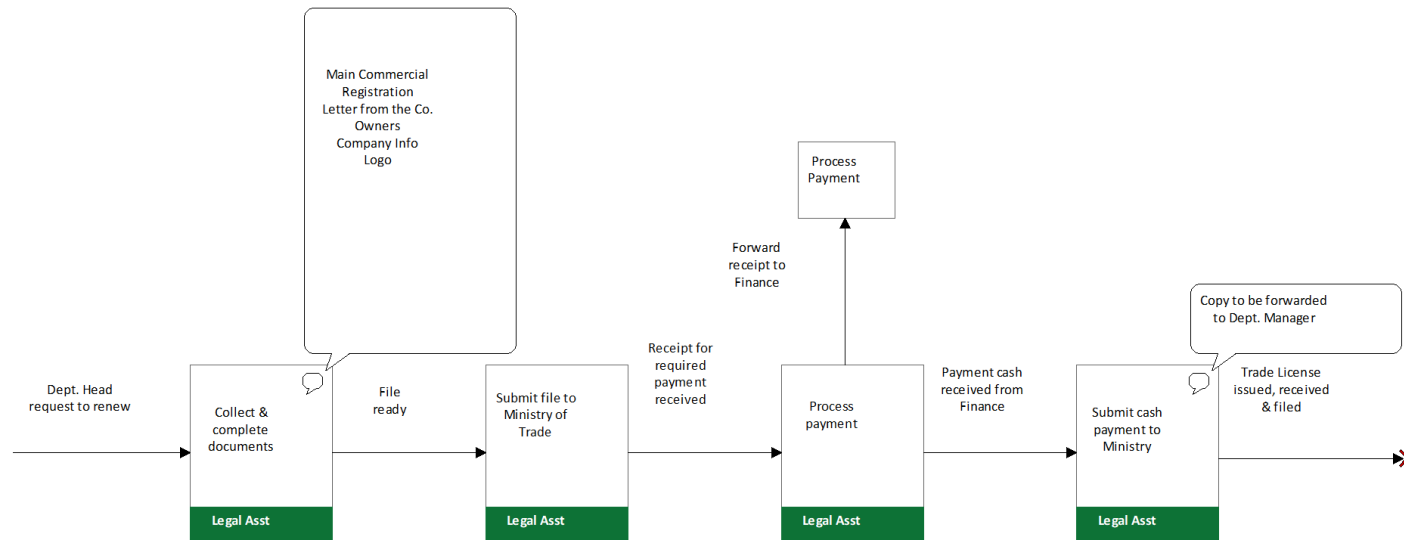 Main Commercial
Registration
Letter from the Co.
Owners
Company Info
Logo
Process
Payment
Forward
receipt to
Finance
Copy to be forwarded
to Dept. Manager
Dept. Head
request to renew
Collect &
complete
documents
File
ready
Submit file to
Ministry of
Trade
Receipt for
required
payment
received
Process
payment
Payment cash
received from
Finance
Submit cash
payment to
Ministry
Trade License
issued, received
& filed
Legal Asst
Legal Asst
Legal Asst
Legal Asst